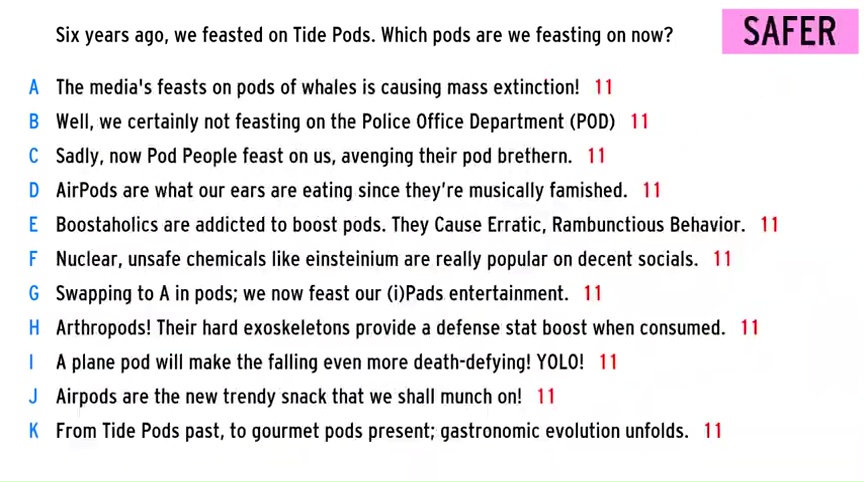 Six years ago, we feasted on Tide Pods. Which pods are we feasting on now?
SAFER
A The media's feasts on pods of whales is causing mass extinction! 11
B Well, we certainly not feasting on the Police Office Department (POD) 11
C Sadly, now Pod People feast on us, avenging their pod brethern. 11
D AirPods are what our ears are eating since they're musically famished. 11
E Boostaholics are addicted to boost pods. They Cause Erratic, Rambunctious Behavior. 11
F Nuclear, unsafe chemicals like einsteinium are really popular on decent socials. 11
G Swapping to A in pods; we now feast our (i)Pads entertainment. 11
H Arthropods! Their hard exoskeletons provide a defense stat boost when consumed. 11
I A plane pod will make the falling even more death-defying! YOLO! 11
J Airpods are the new trendy snack that we shall munch on! 11
K From Tide Pods past, to gourmet pods present; gastronomic evolution unfolds. 11